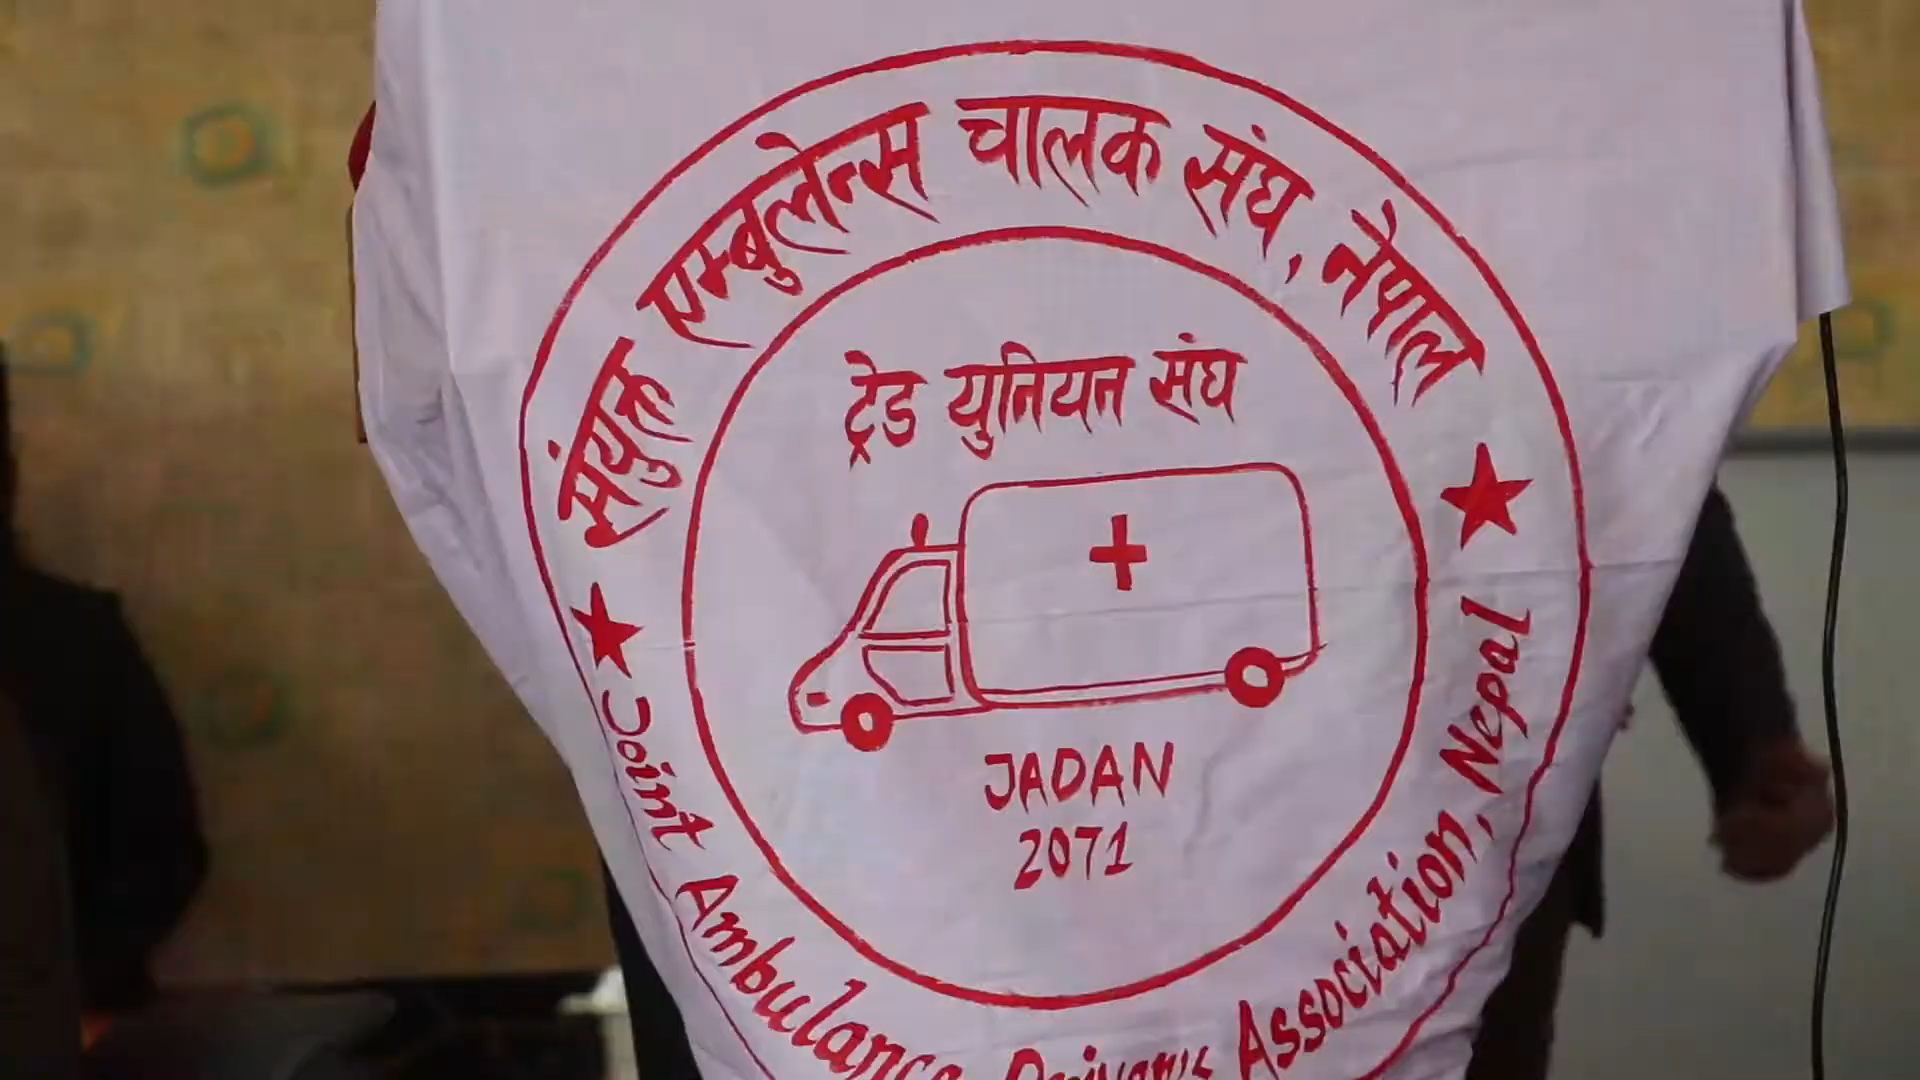 संयुक्त एम्बुलेन्स चालक संघ, नेपाल
ट्रेड युनियन संघ
JADAN
2071
Joint Ambulance Drivers Association, Nepal